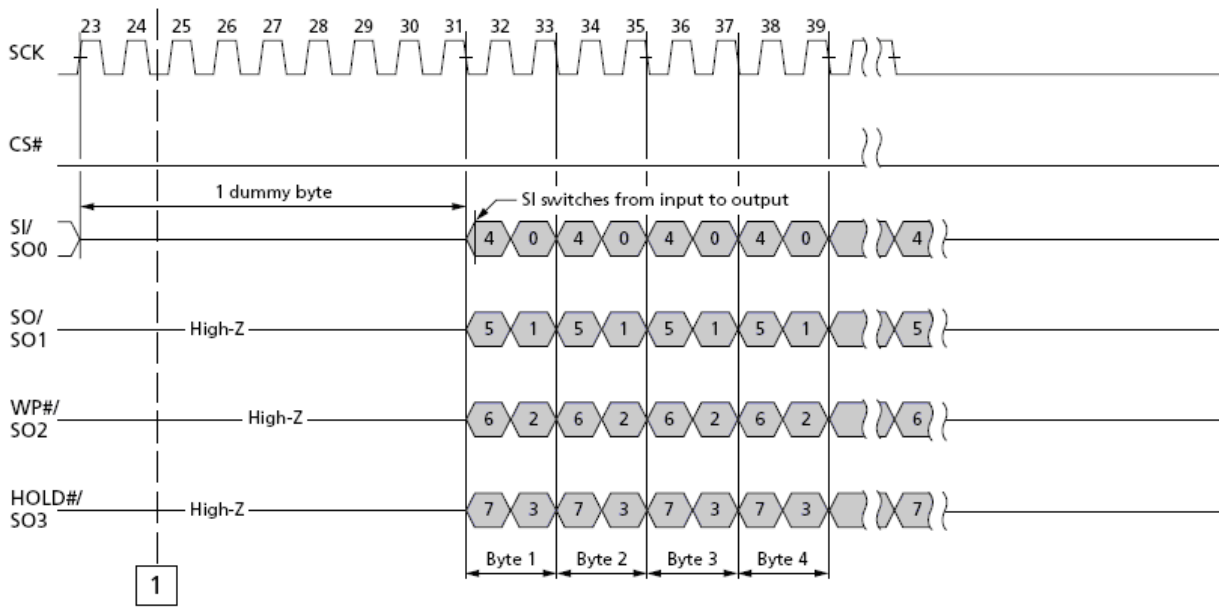 23 24 25 26 27 28 29 30 31 32 33 34 35 36 37 38 39
SCK
CS#
1 dummy byte
SI switches from input to output
SI/
SO0
4 0 4 0 4 0 4 0 4
SO/
SO1
High-Z
5 1 5 1 5 1 5 1 5
WP#/
SO2
High-Z
6 2 6 2 6 2 6 2 6
HOLD#/
SO3
High-Z
7 3 7 3 7 3 7 3 7
Byte 1 Byte 2 Byte 3 Byte 4
1